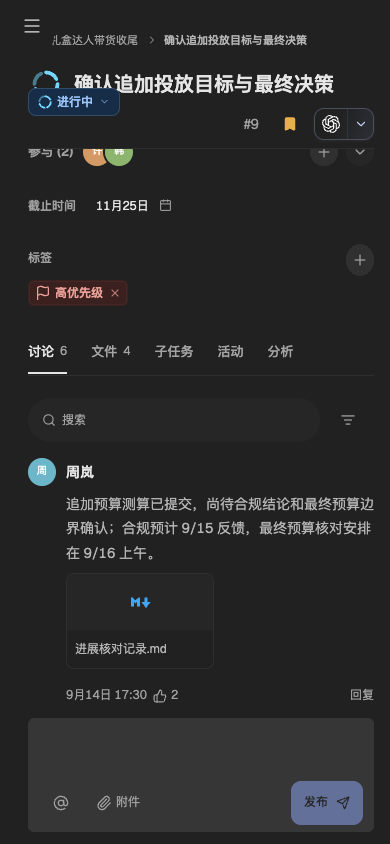 儿盒达人带货收尾 > 确认追加投放目标与最终决策
确认追加投放目标与最终决策
进行中
#9
参与 (2) 许 韩
截止时间 11月25日
标签
高优先级
讨论 6 文件 4 子任务 活动 分析
搜索
周 周岚
追加预算测算已提交，尚待合规结论和最终预算边
界确认；合规预计 9/15 反馈，最终预算核对安排
在 9/16 上午。
进展核对记录.md
9月14日 17:30 2 回复
@ 附件 发布